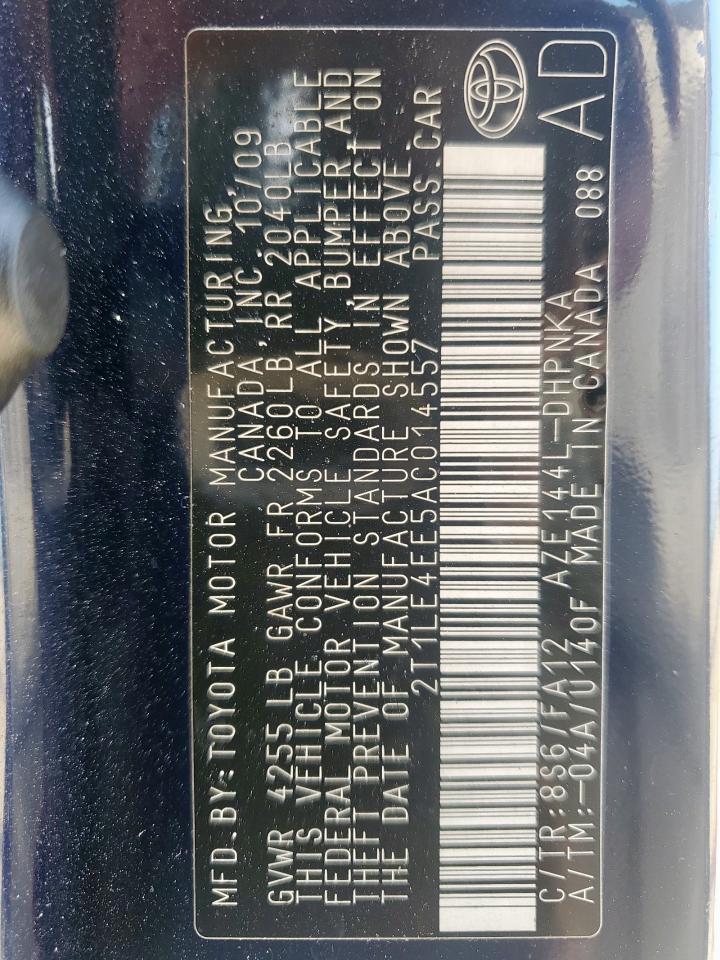 MFD.BY:TOYOTA MOTOR MANUFACTURING,
CANADA,INC. 10/09
GVWR 4255 LB GAWR FR 2260LB RR 2040LB
THIS VEHICLE CONFORMS TO ALL APPLICABLE
FEDERAL MOTOR VEHICLE SAFETY,BUMPER,AND
THEFT PREVENTION STANDARDS IN EFFECT ON
THE DATE OF MANUFACTURE SHOWN ABOVE.
2T1LE4EE5AC014557 PASS.CAR
C/TR:8S6/FA12 AZE144L-DHPNKA
A/TM:-04A/U140F MADE IN CANADA 088
AD